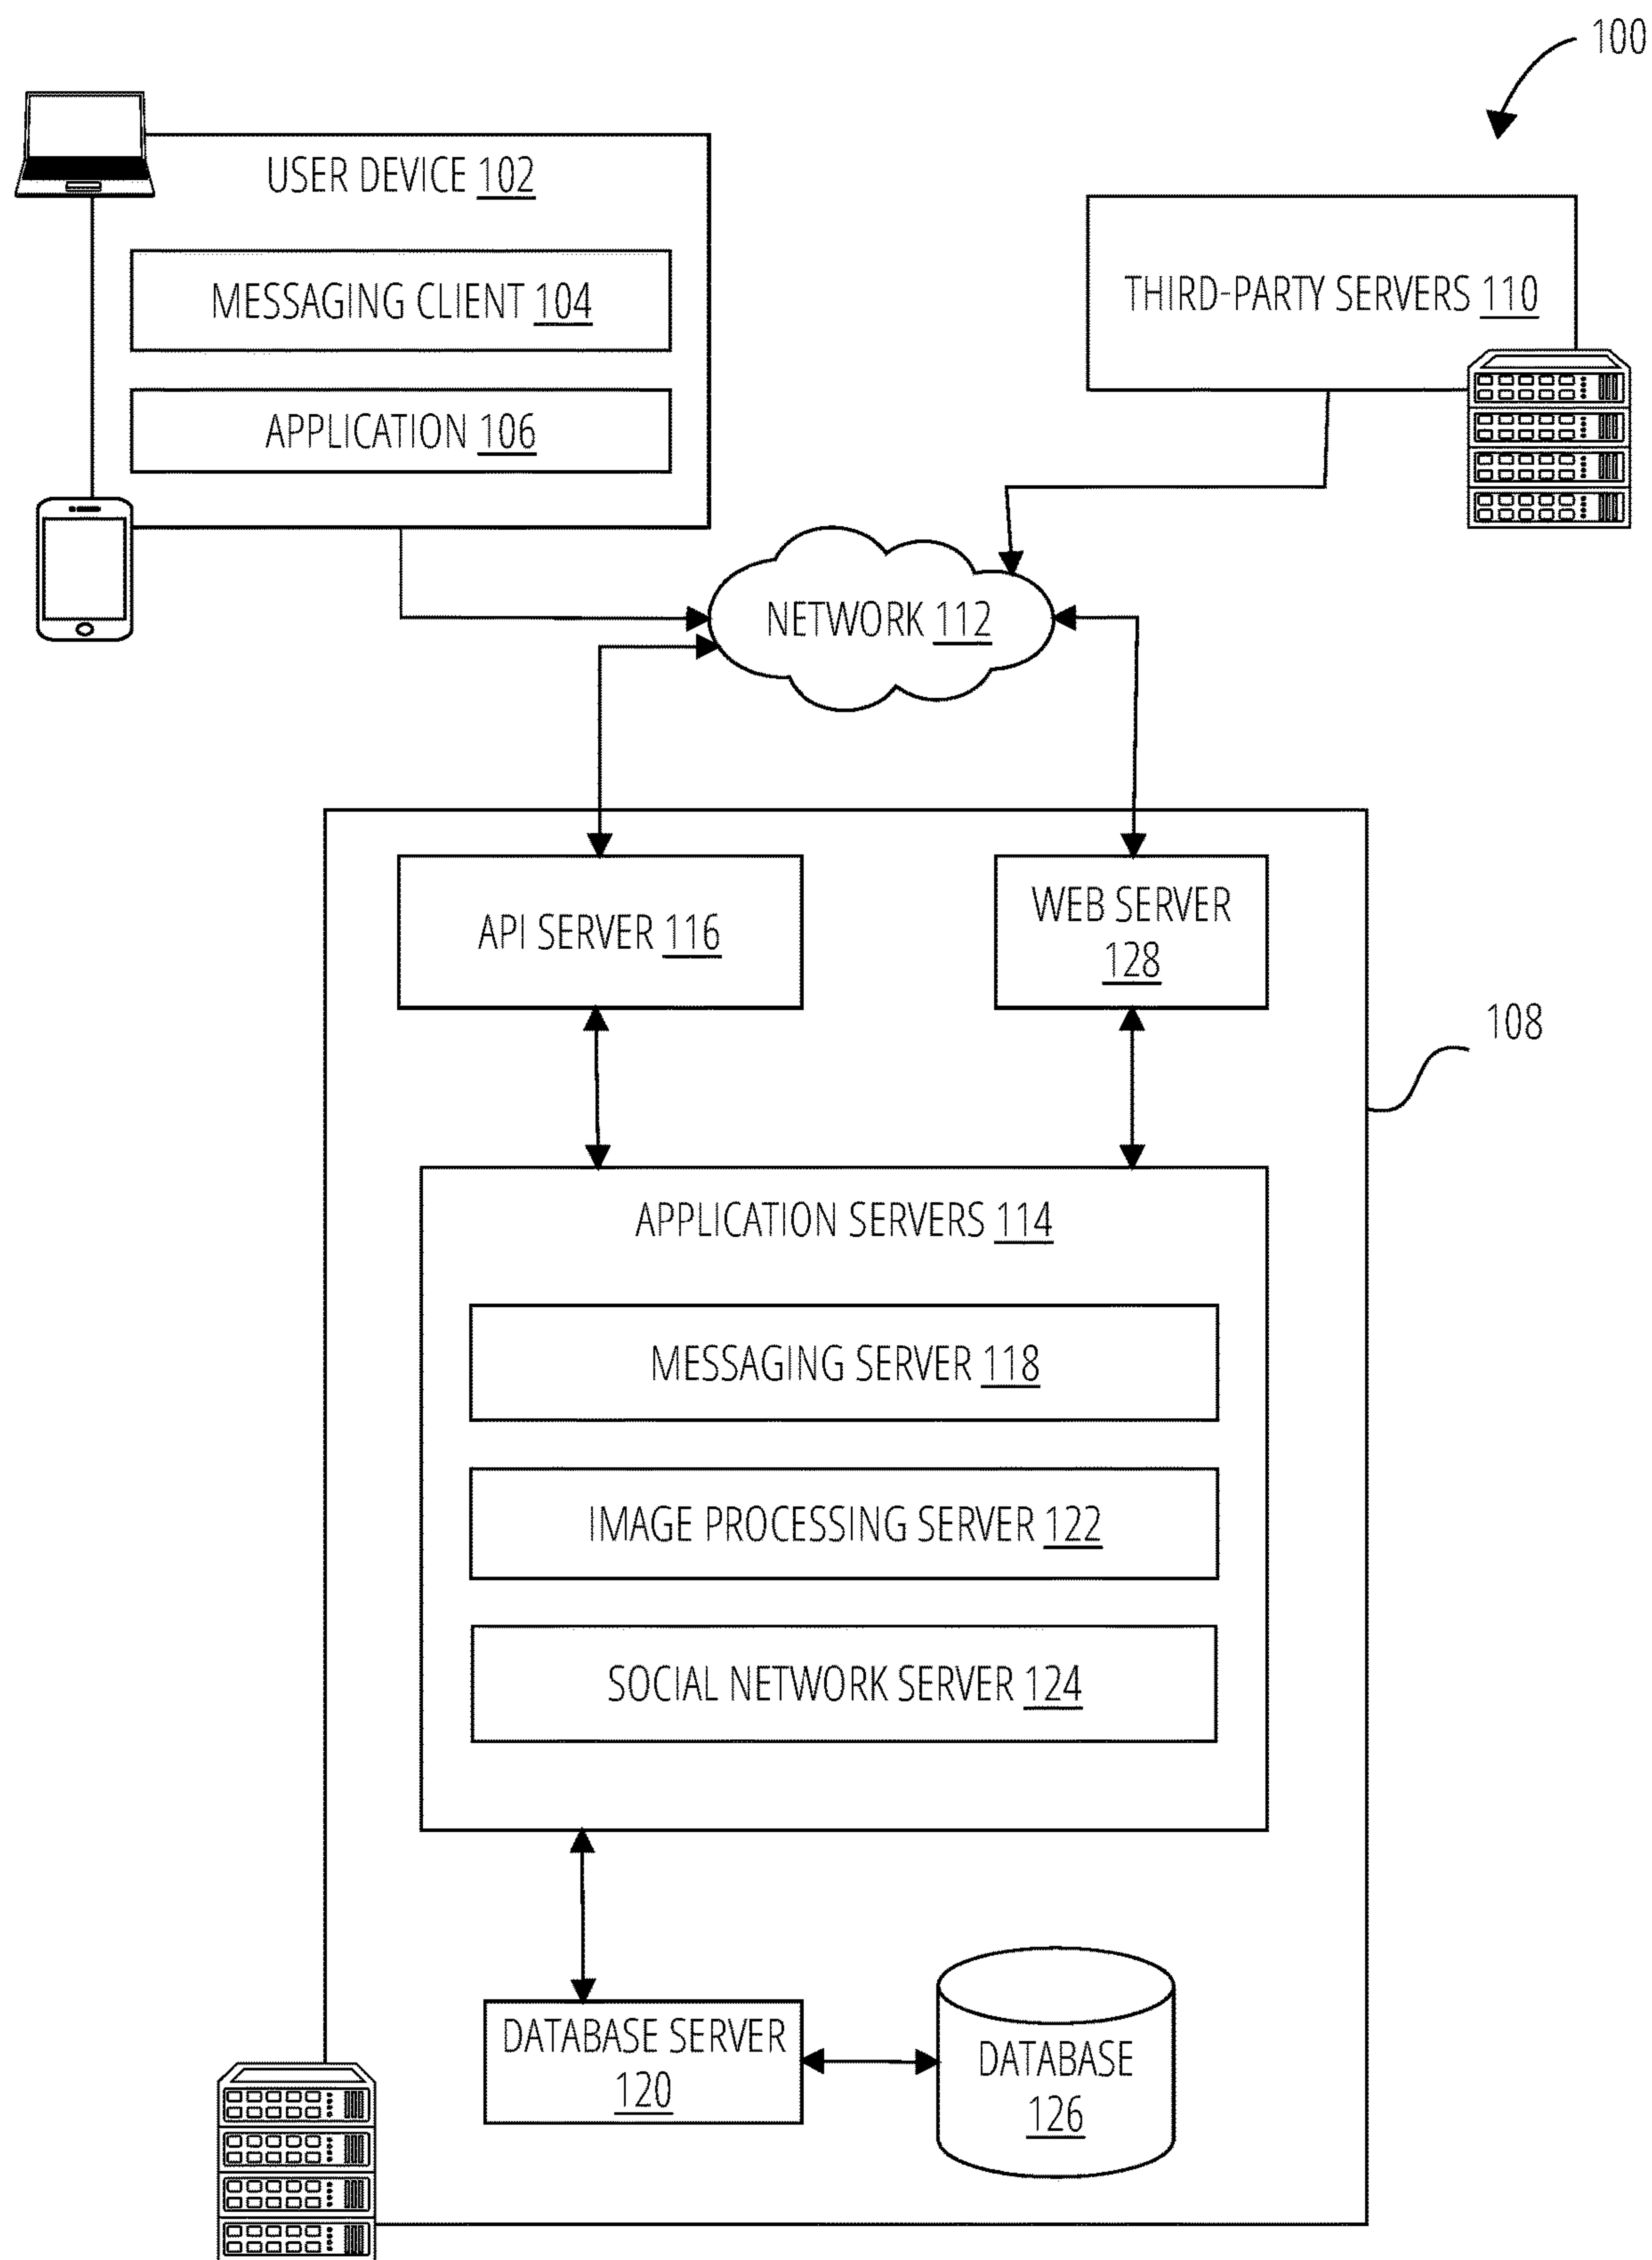 100
USER DEVICE 102
MESSAGING CLIENT 104
APPLICATION 106
THIRD-PARTY SERVERS 110
NETWORK 112
API SERVER 116
WEB SERVER
128
108
APPLICATION SERVERS 114
MESSAGING SERVER 118
IMAGE PROCESSING SERVER 122
SOCIAL NETWORK SERVER 124
DATABASE SERVER
120
DATABASE
126